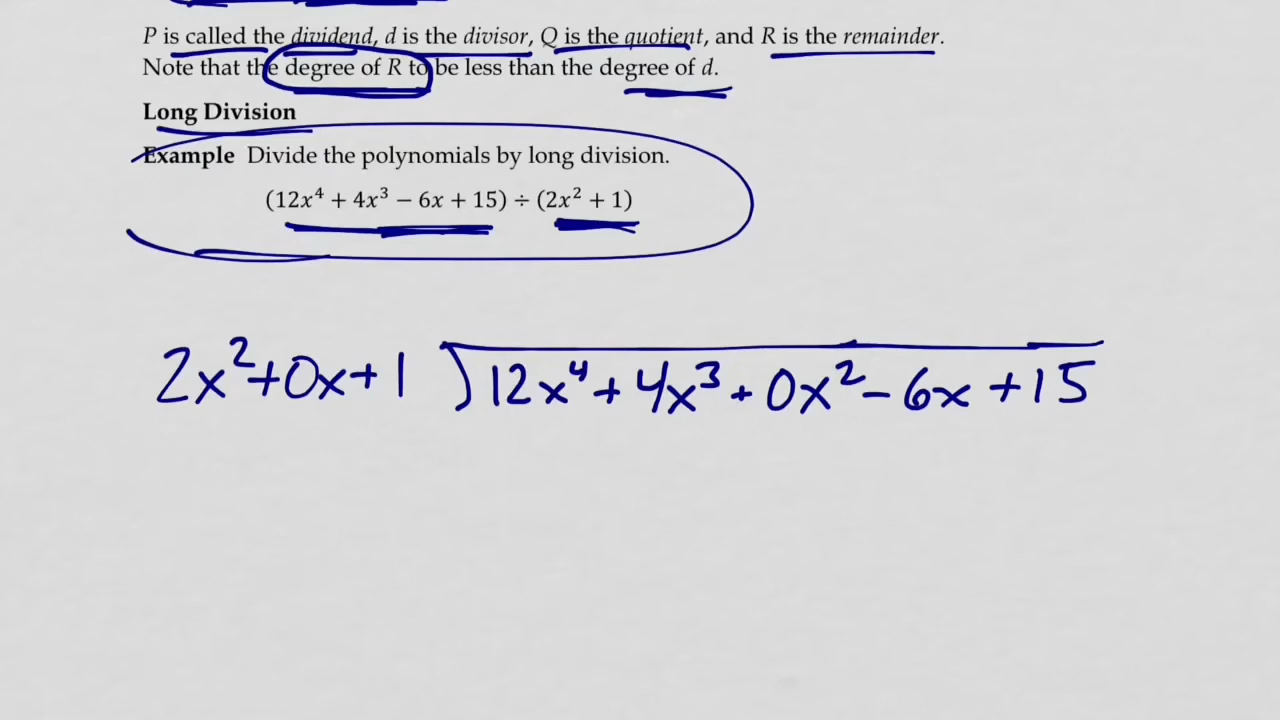 P is called the dividend, d is the divisor, Q is the quotient, and R is the remainder.
Note that the degree of R to be less than the degree of d.
Long Division
Example Divide the polynomials by long division.
(12x⁴ + 4x³ − 6x + 15) ÷ (2x² + 1)
2x²+0x+1 ) 12x⁴ + 4x³ + 0x² − 6x + 15